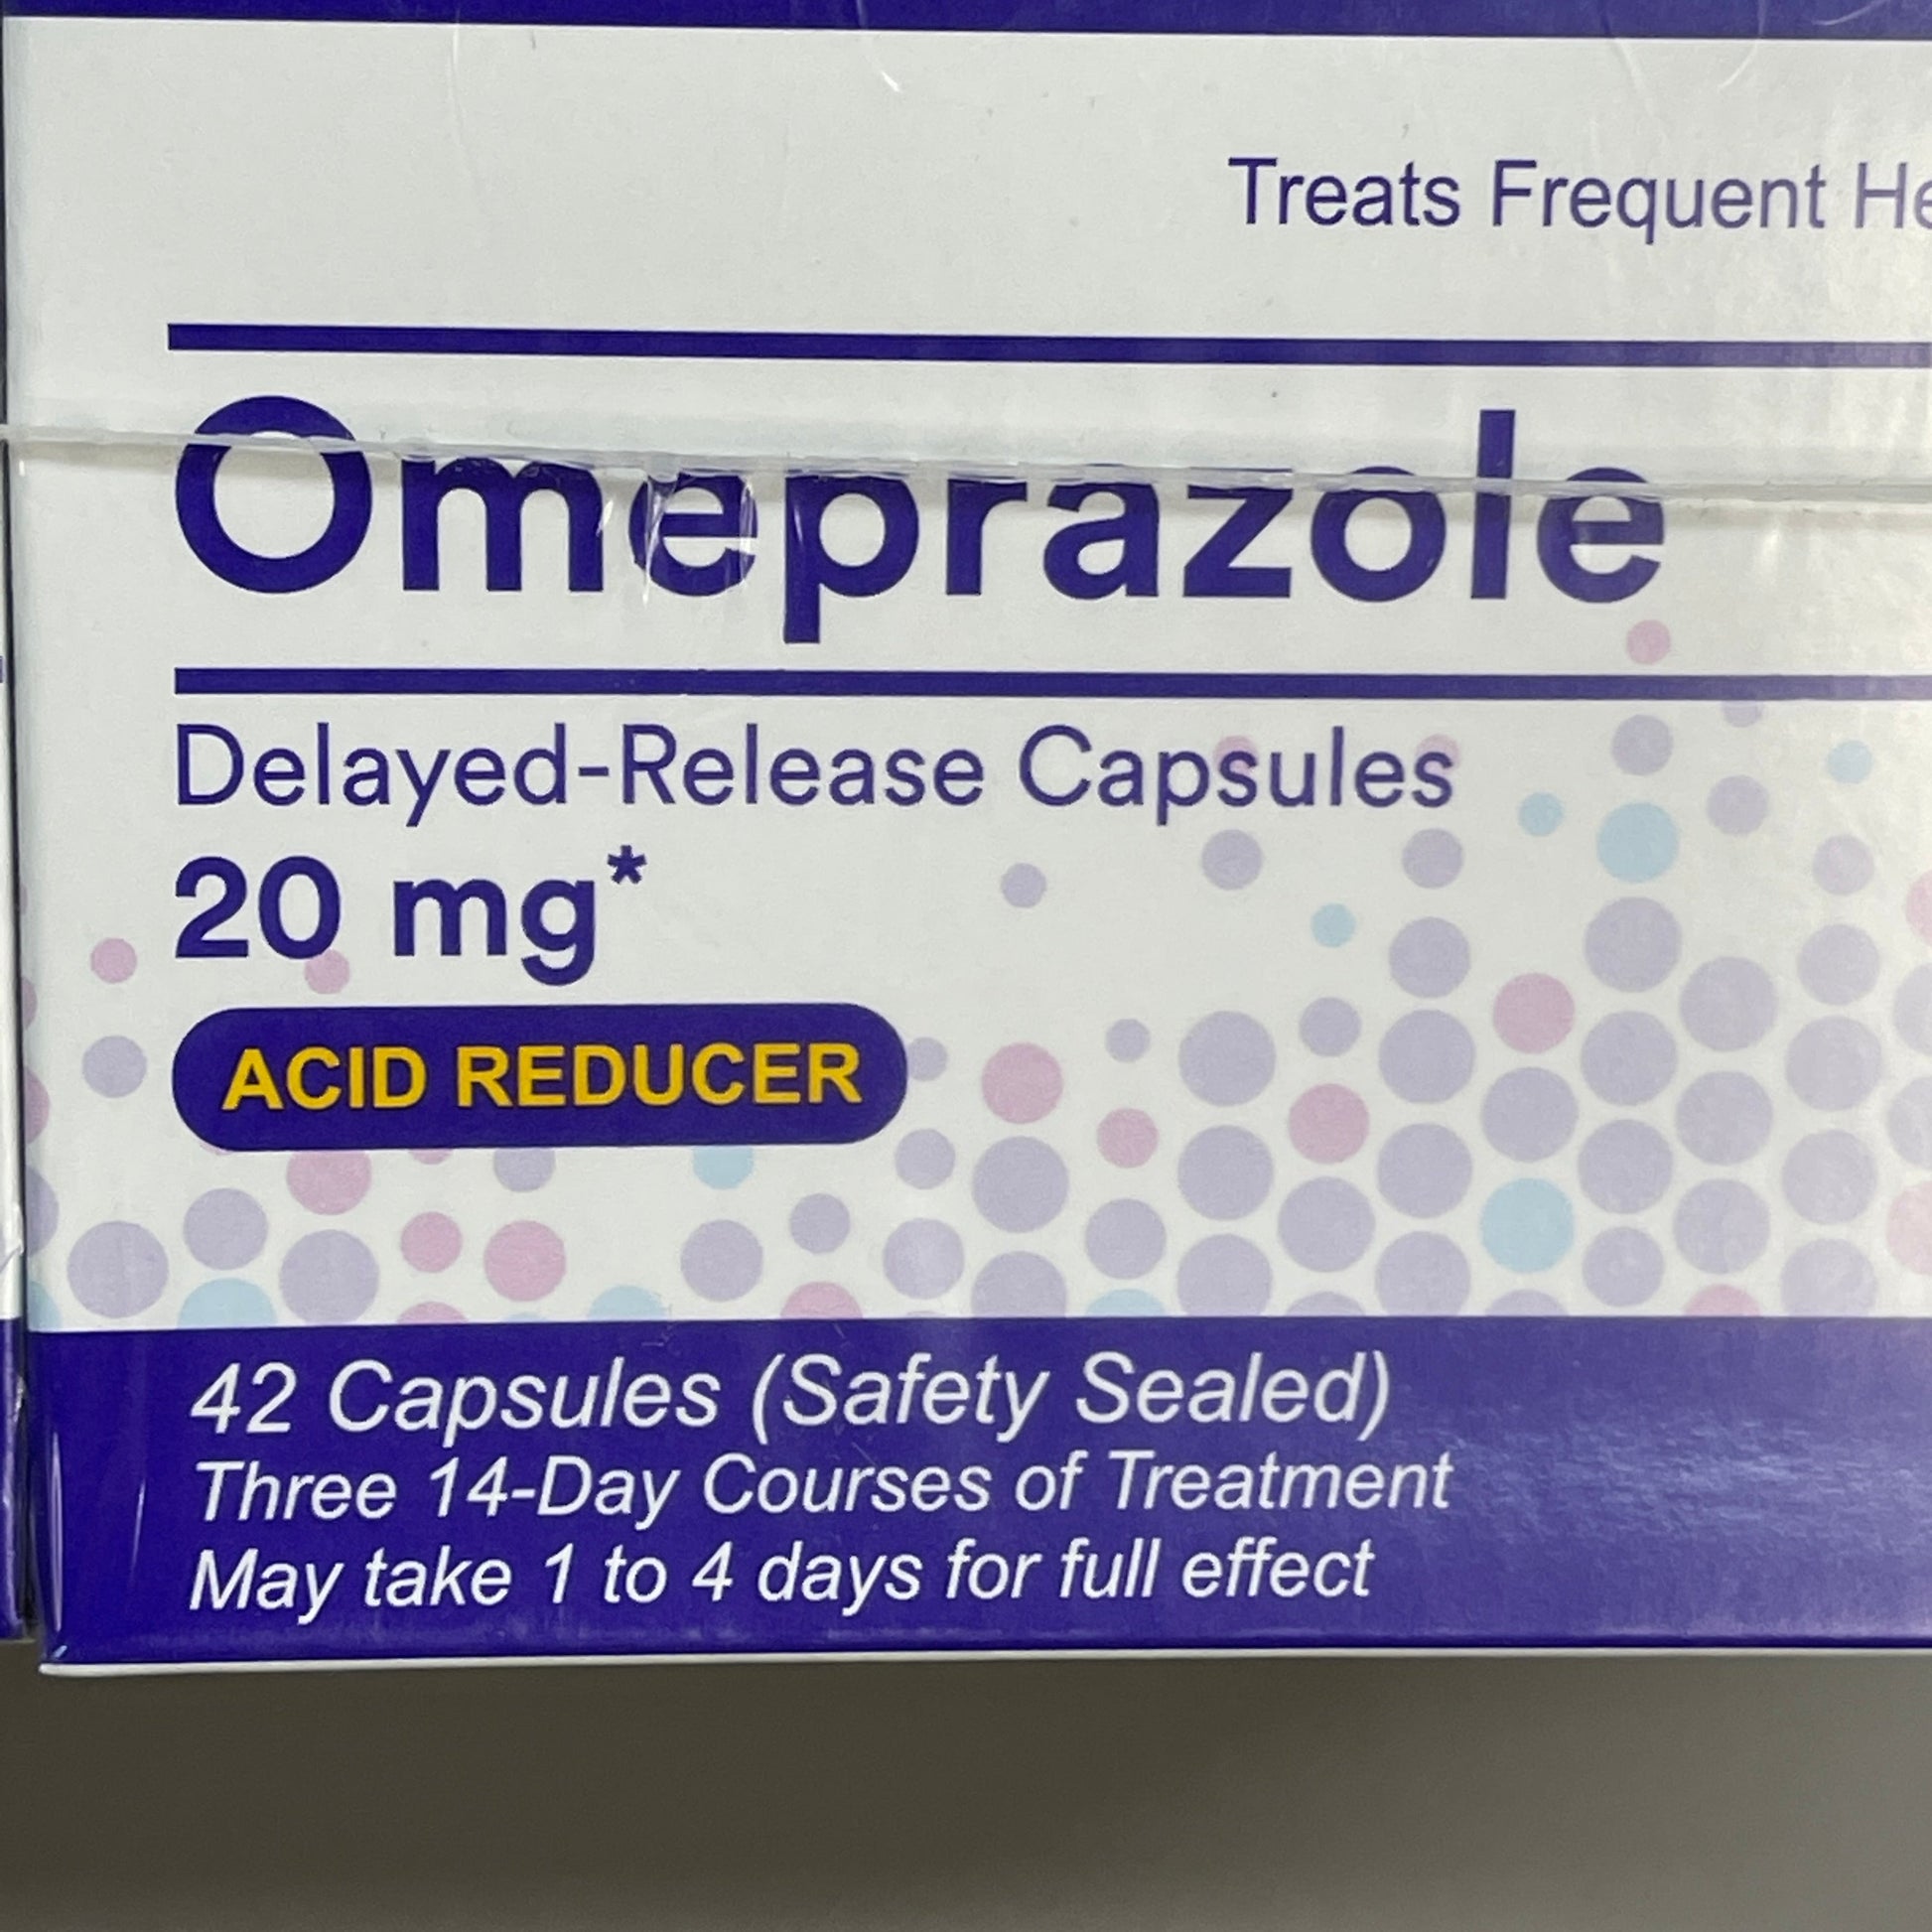 Treats Frequent He
Omeprazole
Delayed-Release Capsules
20 mg*
ACID REDUCER
42 Capsules (Safety Sealed)
Three 14-Day Courses of Treatment
May take 1 to 4 days for full effect